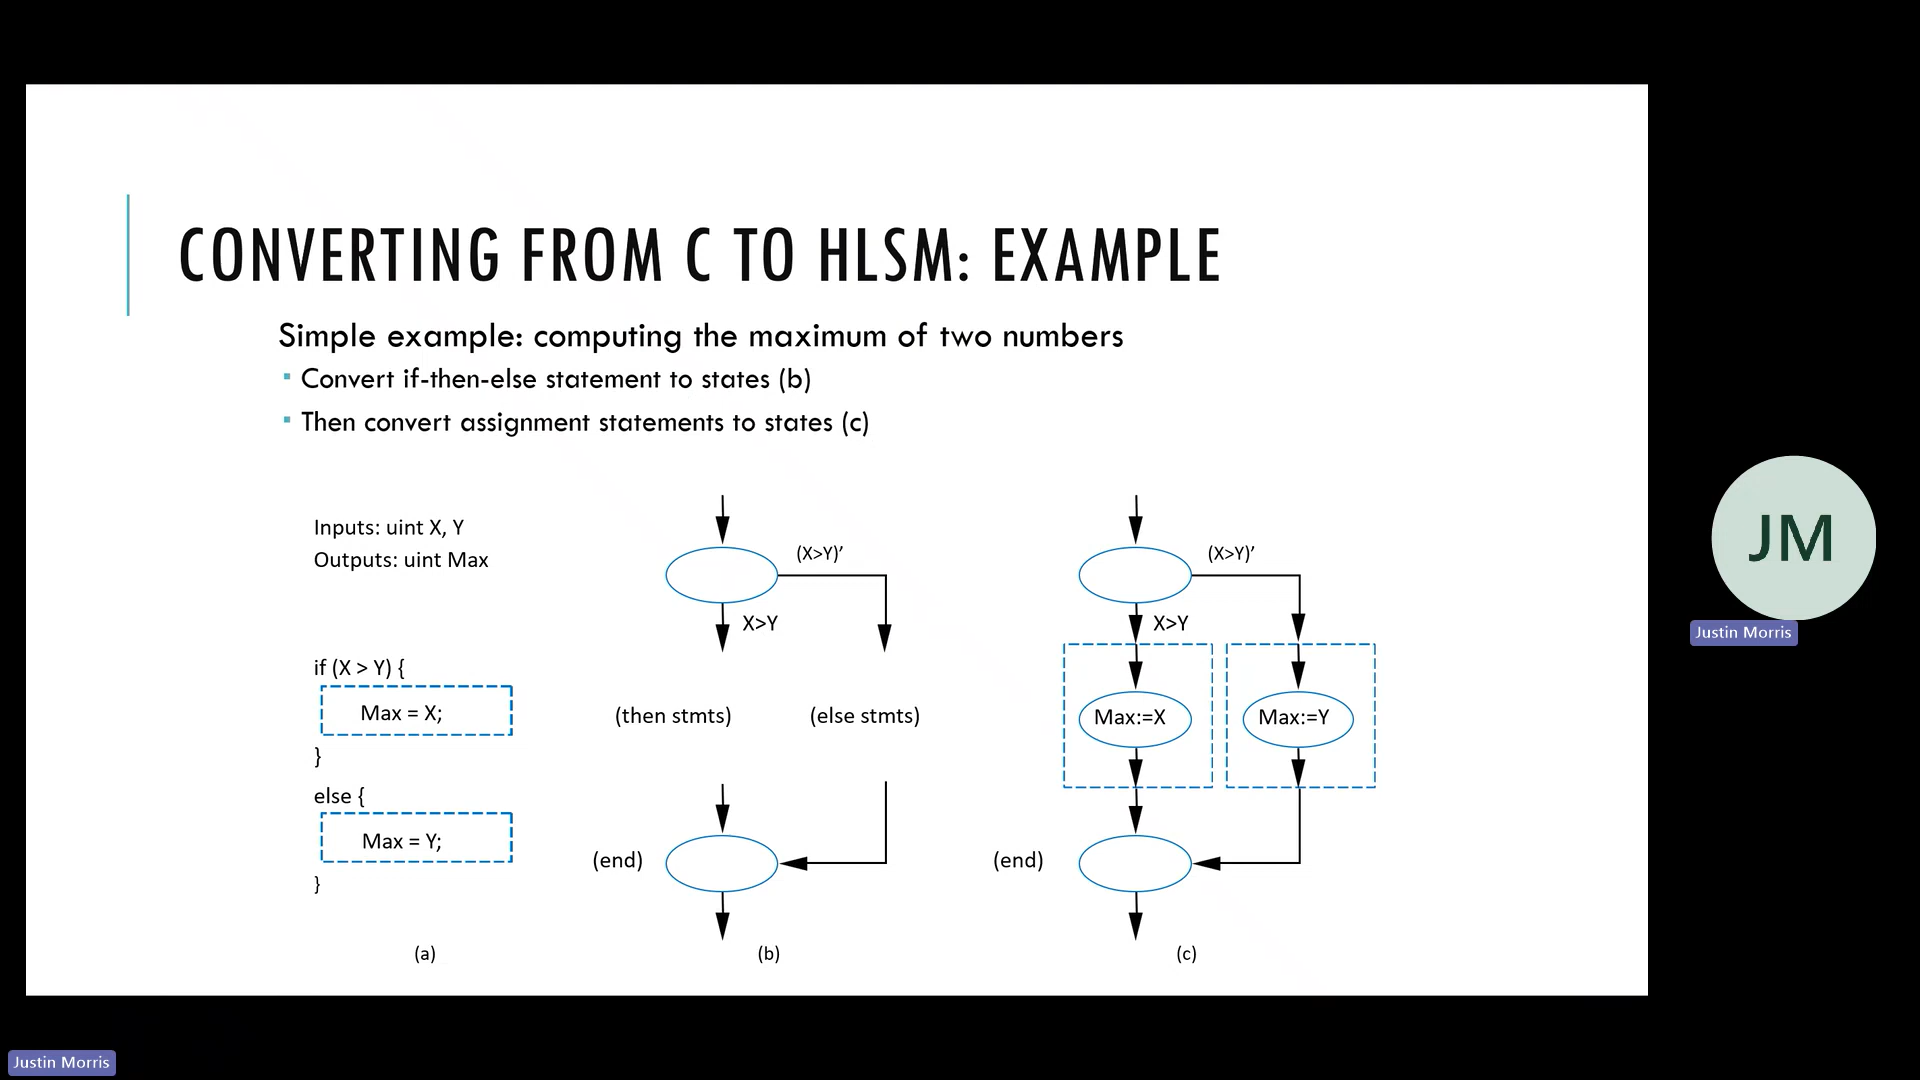 CONVERTING FROM C TO HLSM: EXAMPLE
Simple example: computing the maximum of two numbers
▪ Convert if-then-else statement to states (b)
▪ Then convert assignment statements to states (c)
Inputs: uint X, Y
Outputs: uint Max
if (X > Y) {
Max = X;
}
else {
Max = Y;
}
(a)
(X>Y)’
X>Y
(then stmts)
(else stmts)
(end)
(b)
(X>Y)’
X>Y
Max:=X
Max:=Y
(end)
(c)
JM
Justin Morris
Justin Morris